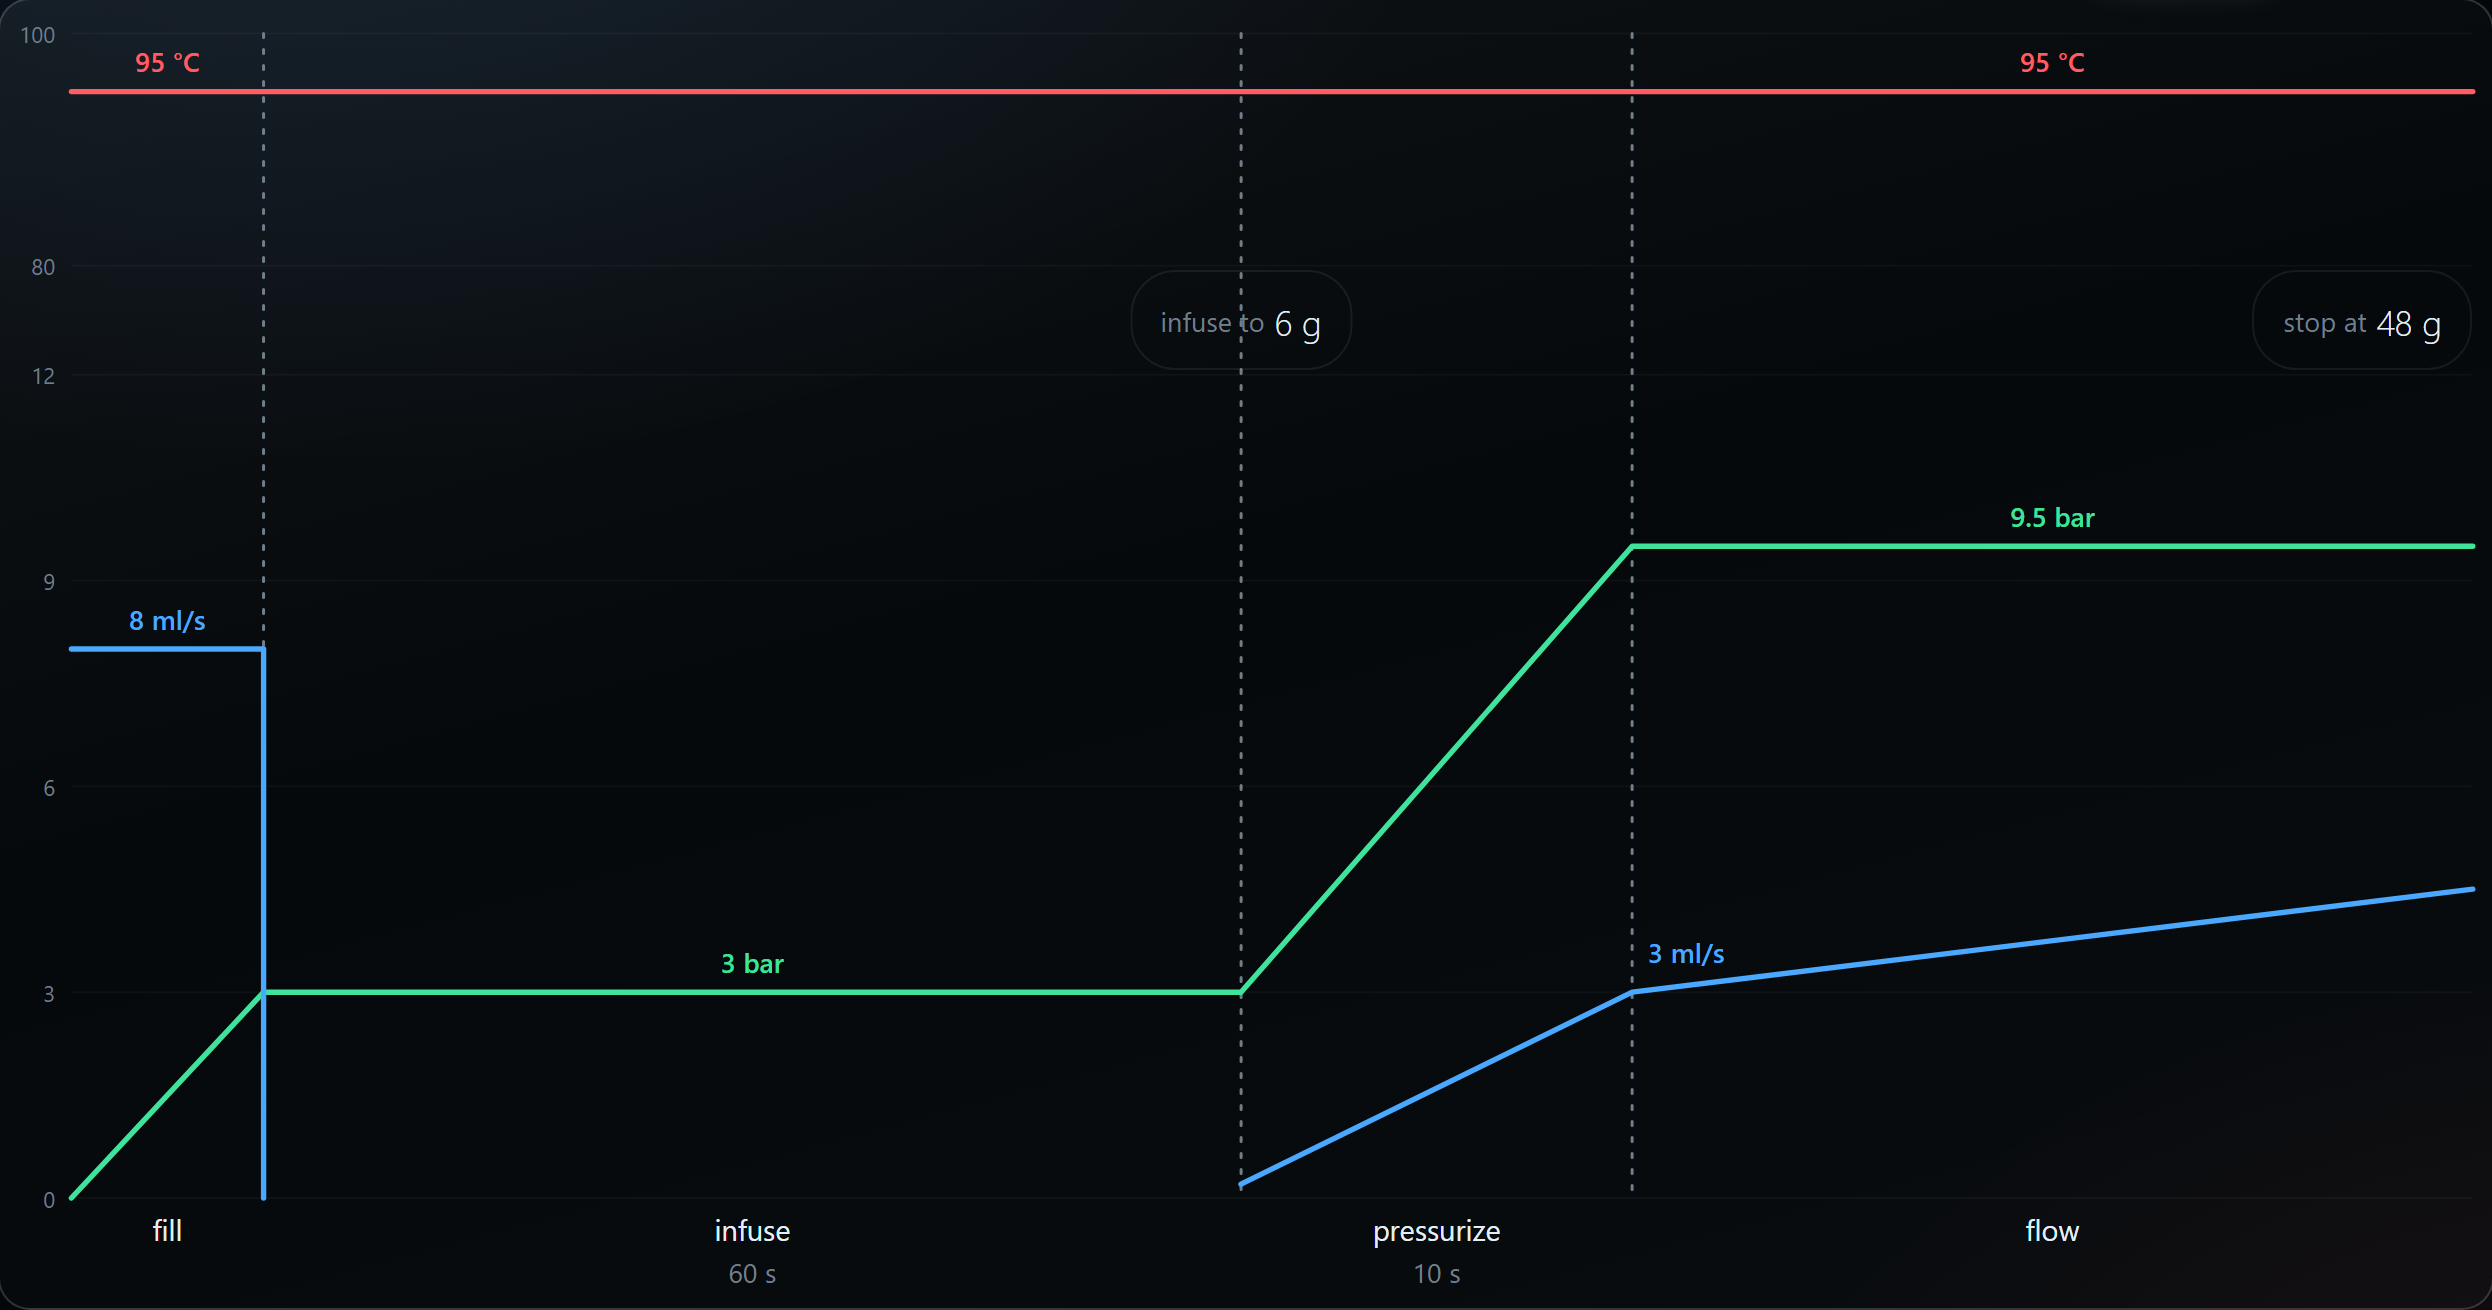 100
95 °C
95 °C
80
infuse to 6 g
stop at 48 g
12
9.5 bar
9
8 ml/s
6
3 bar
3 ml/s
3
0
fill
infuse
pressurize
flow
60 s
10 s